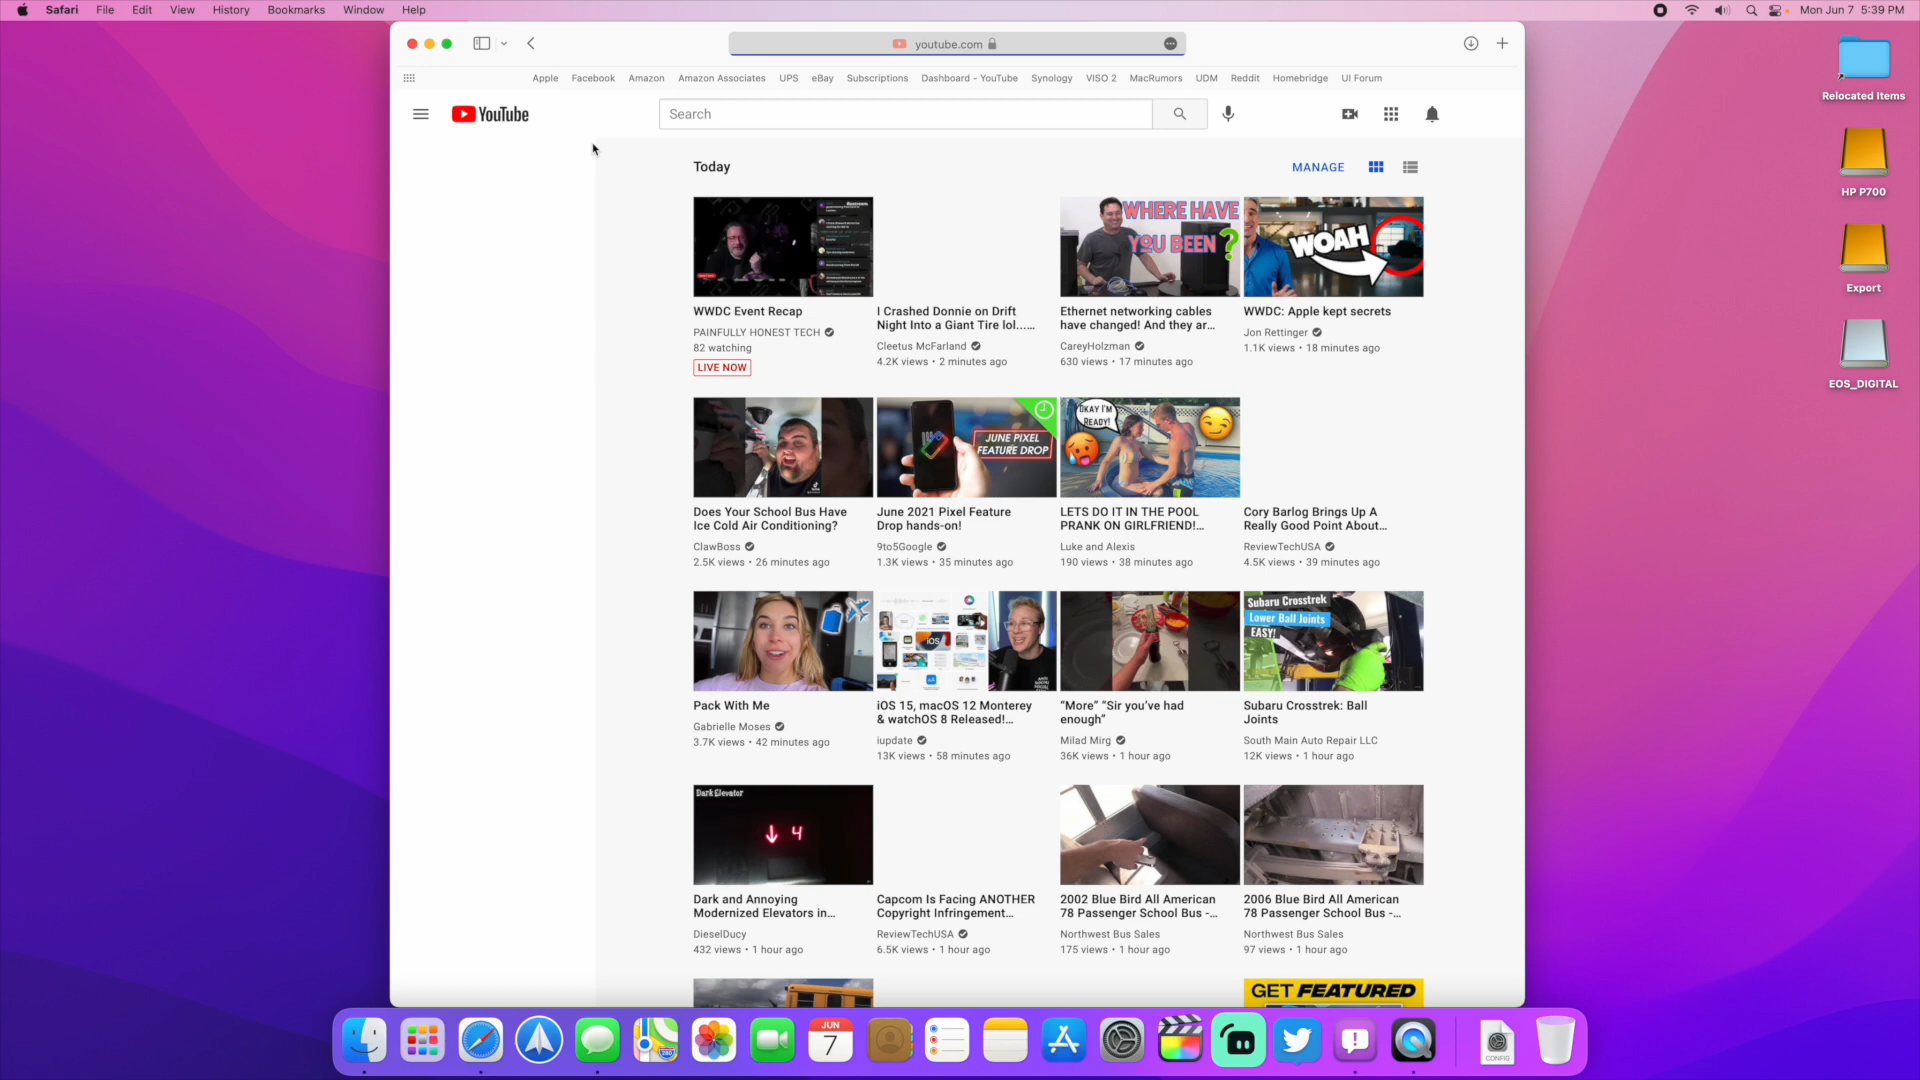 Safari File Edit View History Bookmarks Window Help
Mon Jun 7 5:39 PM
youtube.com
Apple Facebook Amazon Amazon Associates UPS eBay Subscriptions Dashboard - YouTube Synology VISO 2 MacRumors UDM Reddit Homebridge UI Forum
YouTube
Search
Today
MANAGE
WHERE HAVE
YOU BEEN ?
WOAH
WWDC Event Recap
PAINFULLY HONEST TECH
82 watching
LIVE NOW
I Crashed Donnie on Drift
Night Into a Giant Tire lol...…
Cleetus McFarland
4.2K views • 2 minutes ago
Ethernet networking cables
have changed! And they ar...
CareyHolzman
630 views • 17 minutes ago
WWDC: Apple kept secrets
Jon Rettinger
1.1K views • 18 minutes ago
JUNE PIXEL
FEATURE DROP
OKAY I'M
READY!
Does Your School Bus Have
Ice Cold Air Conditioning?
ClawBoss
2.5K views • 26 minutes ago
June 2021 Pixel Feature
Drop hands-on!
9to5Google
1.3K views • 35 minutes ago
LETS DO IT IN THE POOL
PRANK ON GIRLFRIEND!...
Luke and Alexis
190 views • 38 minutes ago
Cory Barlog Brings Up A
Really Good Point About...
ReviewTechUSA
4.5K views • 39 minutes ago
iOS
Subaru Crosstrek
Lower Ball Joints
EASY!
Pack With Me
Gabrielle Moses
3.7K views • 42 minutes ago
iOS 15, macOS 12 Monterey
& watchOS 8 Released!...
iupdate
13K views • 58 minutes ago
“More” “Sir you’ve had
enough”
Milad Mirg
36K views • 1 hour ago
Subaru Crosstrek: Ball
Joints
South Main Auto Repair LLC
12K views • 1 hour ago
Dark Elevator
4
Dark and Annoying
Modernized Elevators in...
DieselDucy
432 views • 1 hour ago
Capcom Is Facing ANOTHER
Copyright Infringement...
ReviewTechUSA
6.5K views • 1 hour ago
2002 Blue Bird All American
78 Passenger School Bus -...
Northwest Bus Sales
175 views • 1 hour ago
2006 Blue Bird All American
78 Passenger School Bus -...
Northwest Bus Sales
97 views • 1 hour ago
GET FEATURED
Relocated Items
HP P700
Export
EOS_DIGITAL
JUN
7
280
CONFIG